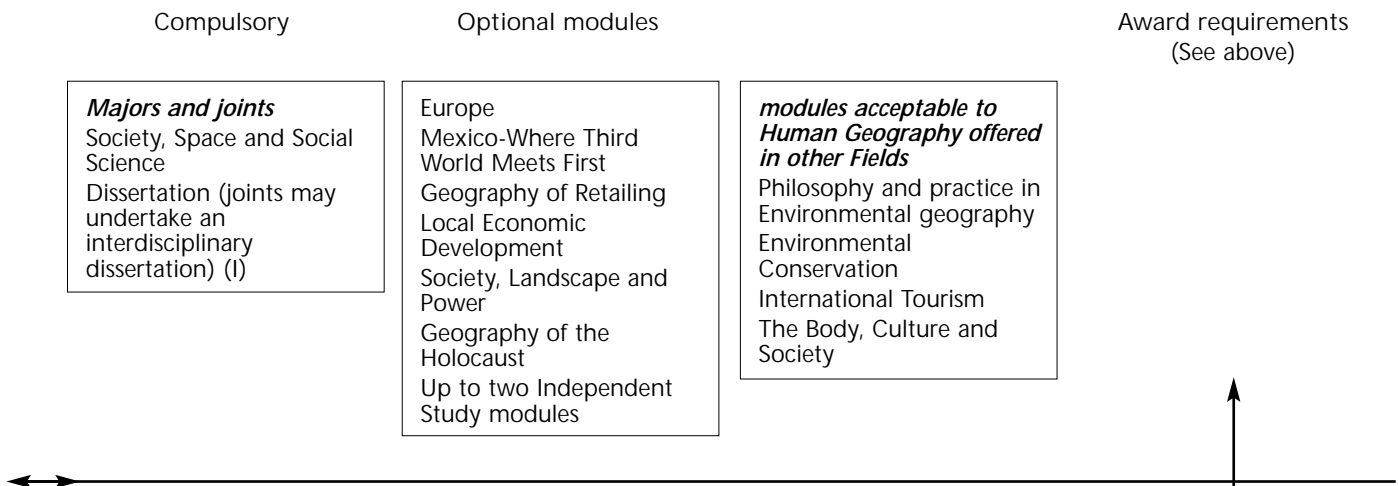 Compulsory
Optional modules
Award requirements
(See above)
Majors and joints
Society, Space and Social
Science
Dissertation (joints may
undertake an
interdisciplinary
dissertation) (I)
Europe
Mexico-Where Third
World Meets First
Geography of Retailing
Local Economic
Development
Society, Landscape and
Power
Geography of the
Holocaust
Up to two Independent
Study modules
modules acceptable to
Human Geography offered
in other Fields
Philosophy and practice in
Environmental geography
Environmental
Conservation
International Tourism
The Body, Culture and
Society